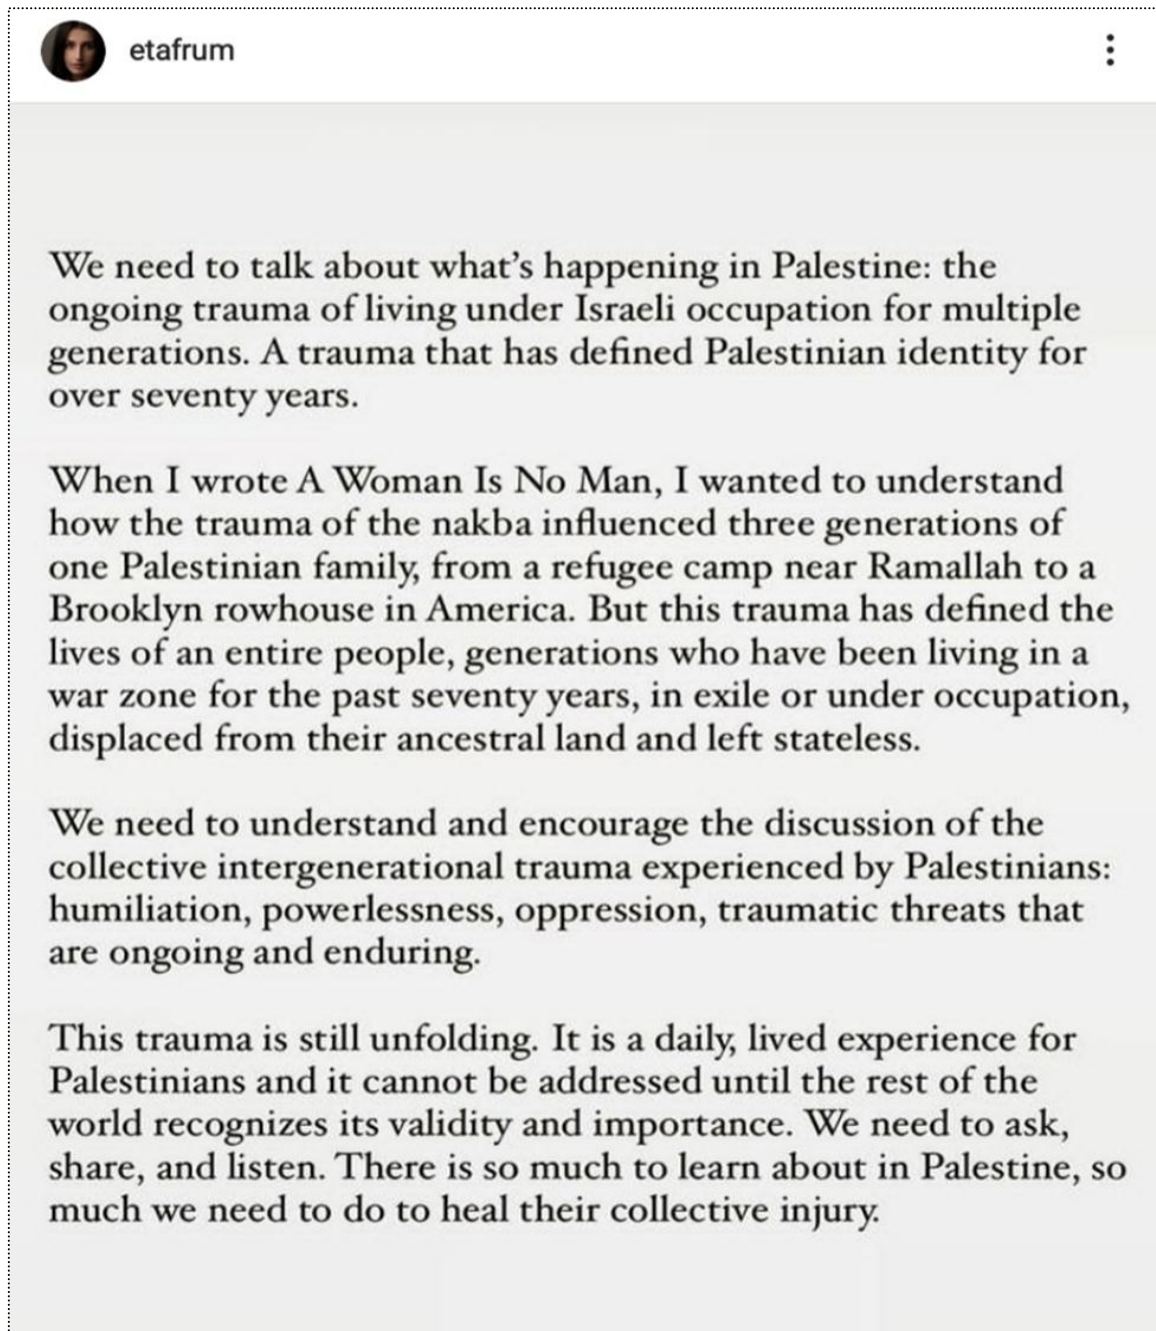 etafrum
We need to talk about what's happening in Palestine: the
ongoing trauma of living under Israeli occupation for multiple
generations. A trauma that has defined Palestinian identity for
over seventy years.
When I wrote A Woman Is No Man, I wanted to understand
how the trauma of the nakba influenced three generations of
one Palestinian family, from a refugee camp near Ramallah to a
Brooklyn rowhouse in America. But this trauma has defined the
lives of an entire people, generations who have been living in a
war zone for the past seventy years, in exile or under occupation,
displaced from their ancestral land and left stateless.
We need to understand and encourage the discussion of the
collective intergenerational trauma experienced by Palestinians:
humiliation, powerlessness, oppression, traumatic threats that
are ongoing and enduring.
This trauma is still unfolding. It is a daily, lived experience for
Palestinians and it cannot be addressed until the rest of the
world recognizes its validity and importance. We need to ask,
share, and listen. There is so much to learn about in Palestine, so
much we need to do to heal their collective injury.